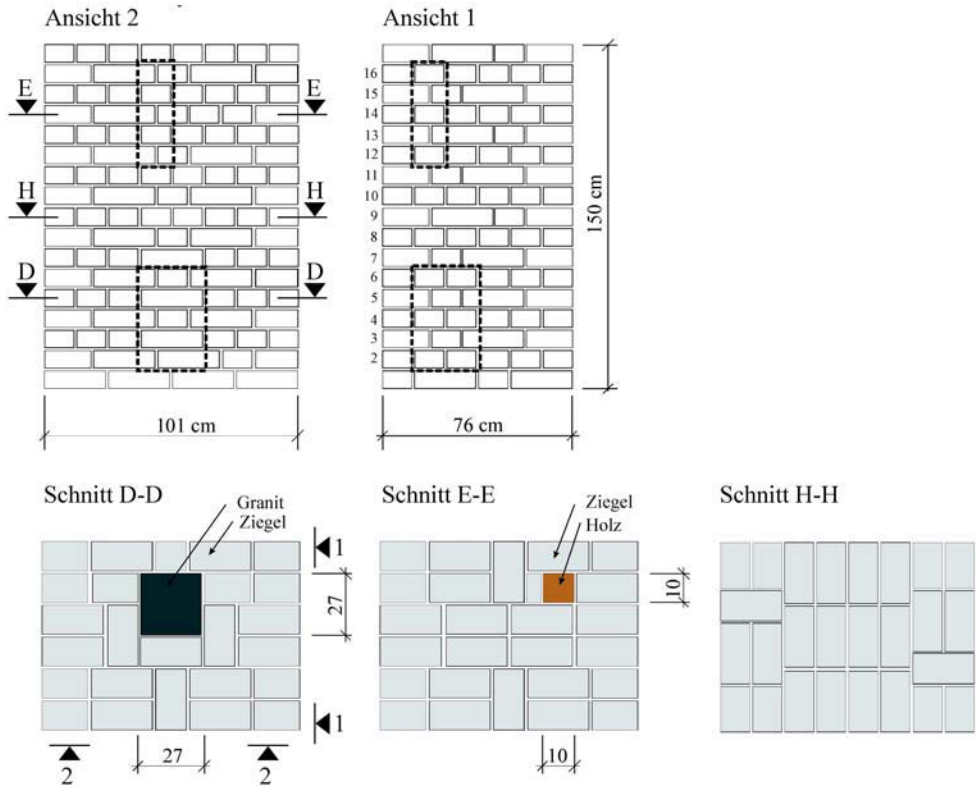 Ansicht 2
Ansicht 1
E
E
H
H
D
D
16
15
14
13
12
11
10
9
8
7
6
5
4
3
2
150 cm
101 cm
76 cm
Schnitt D-D
Granit
Ziegel
1
27
1
2
27
2
Schnitt E-E
Ziegel
Holz
10
10
Schnitt H-H